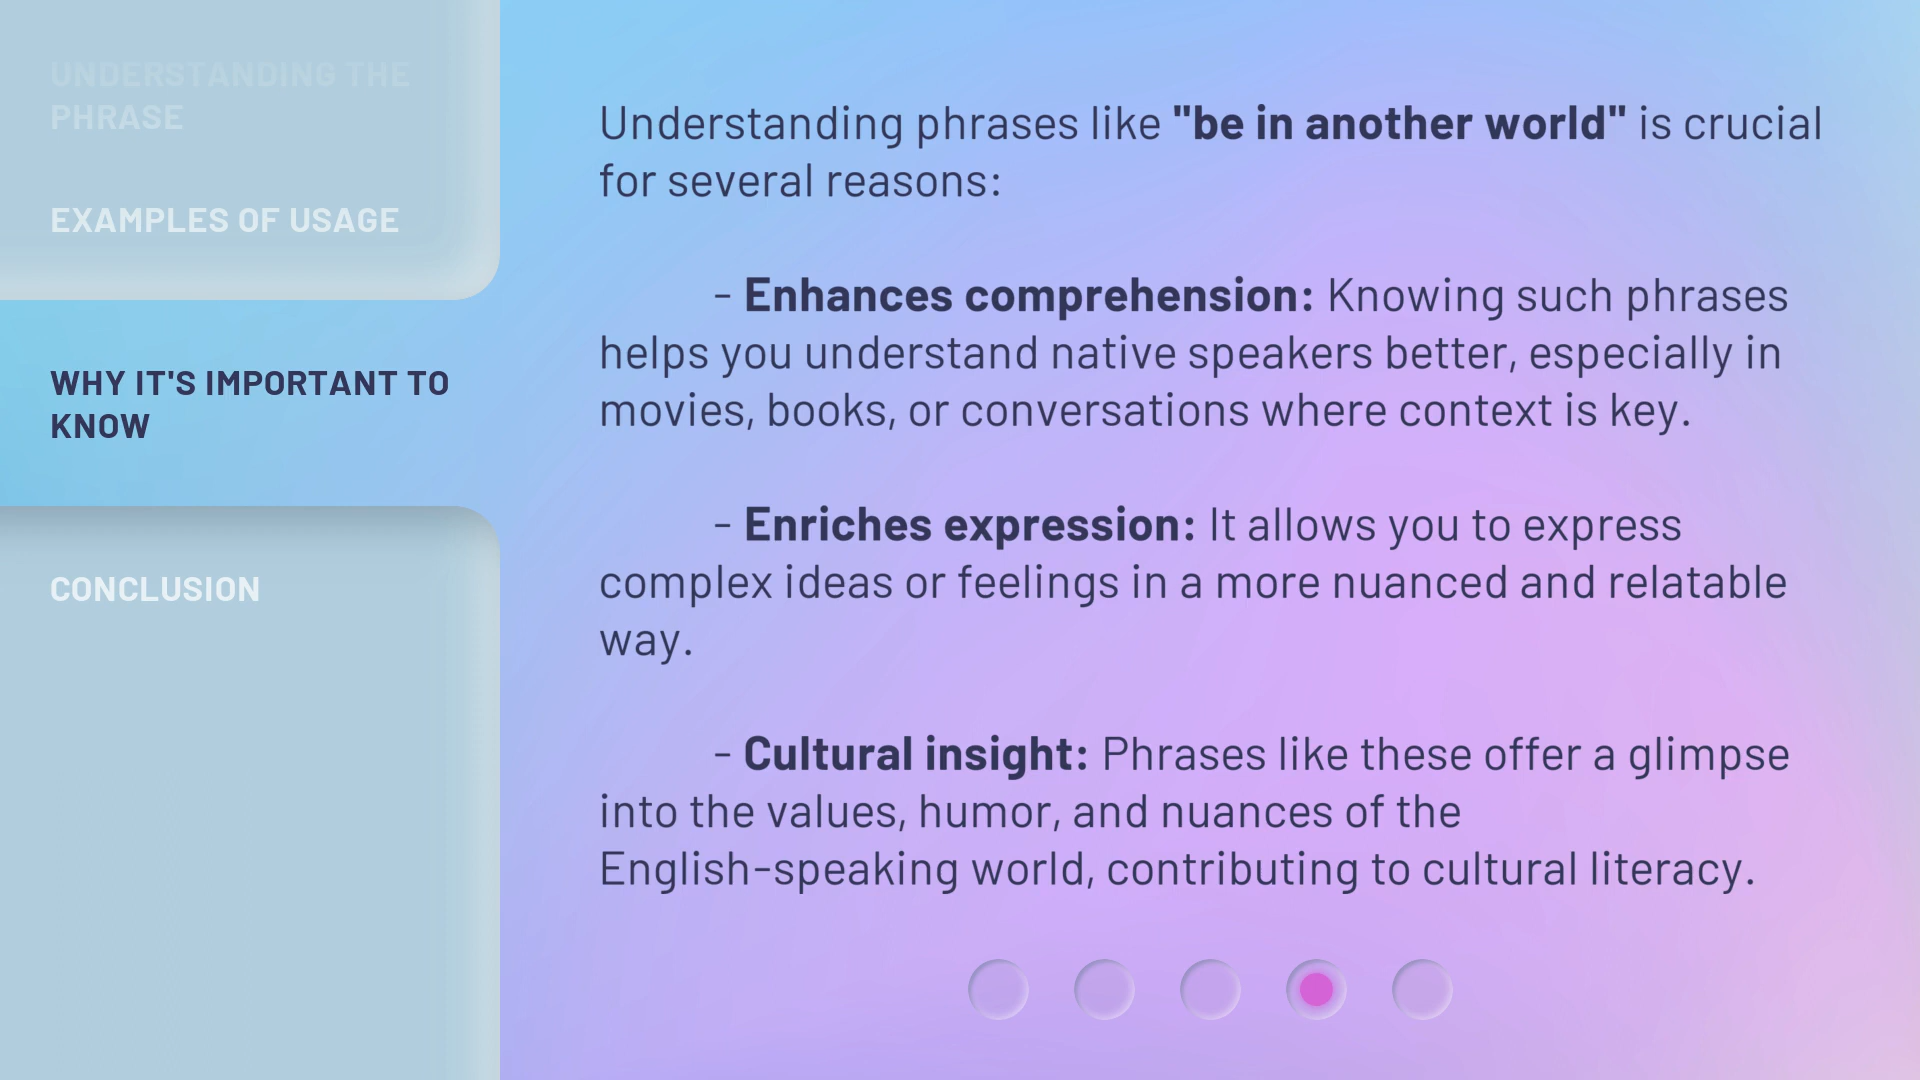 UNDERSTANDING THE
PHRASE
EXAMPLES OF USAGE
WHY IT'S IMPORTANT TO
KNOW
CONCLUSION
Understanding phrases like "be in another world" is crucial
for several reasons:
- Enhances comprehension: Knowing such phrases
helps you understand native speakers better, especially in
movies, books, or conversations where context is key.
- Enriches expression: It allows you to express
complex ideas or feelings in a more nuanced and relatable
way.
- Cultural insight: Phrases like these offer a glimpse
into the values, humor, and nuances of the
English-speaking world, contributing to cultural literacy.